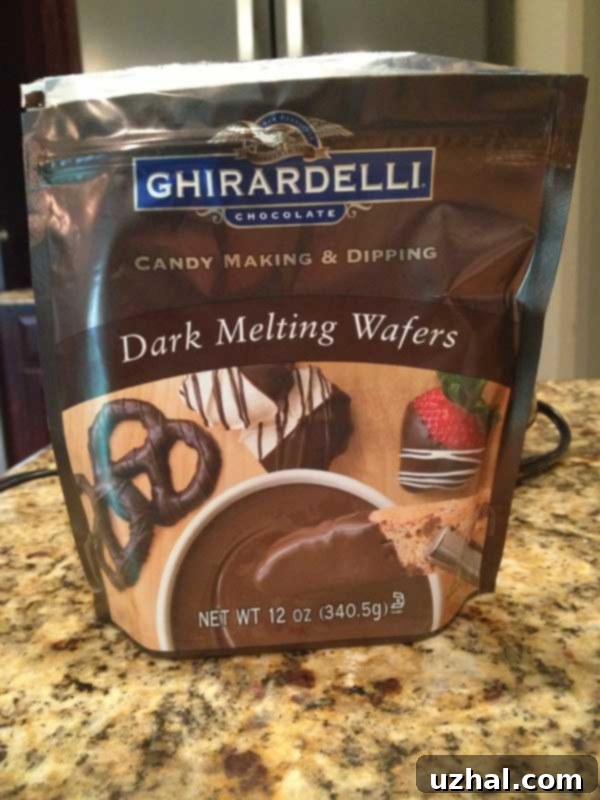 GHIRARDELLI
CHOCOLATE
CANDY MAKING & DIPPING
Dark Melting Wafers
NET WT 12 oz (340.5g)
uzhal.com